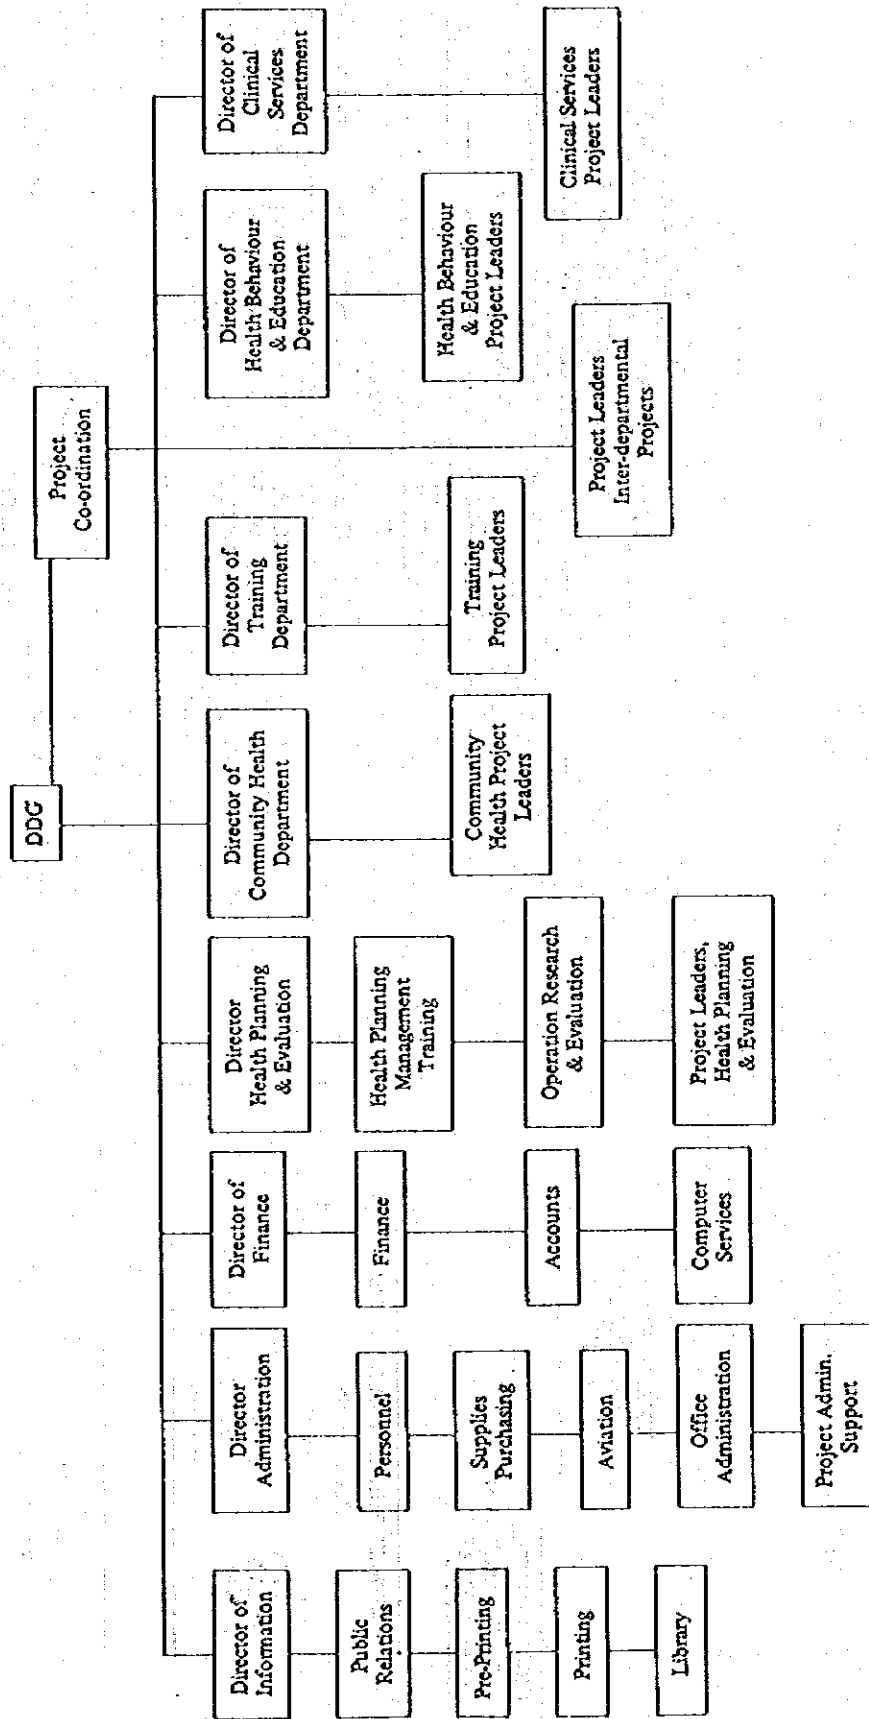 DDG
Project
Co-ordination
Director of
Information
Public
Relations
Pre-Printing
Printing
Library
Director
Administration
Personnel
Supplies
Purchasing
Aviation
Office
Administration
Project Admin.
Support
Director of
Finance
Finance
Accounts
Computer
Services
Director
Health Planning
& Evaluation
Health Planning
Management
Training
Operation Research
& Evaluation
Project Leaders,
Health Planning
& Evaluation
Director of
Community Health
Department
Community
Health Project
Leaders
Director of
Training
Department
Training
Project Leaders
Project Leaders
Inter-departmental
Projects
Director of
Health Behaviour
& Education
Department
Health Behaviour
& Education
Project Leaders
Director of
Clinical
Services
Department
Clinical Services
Project Leaders